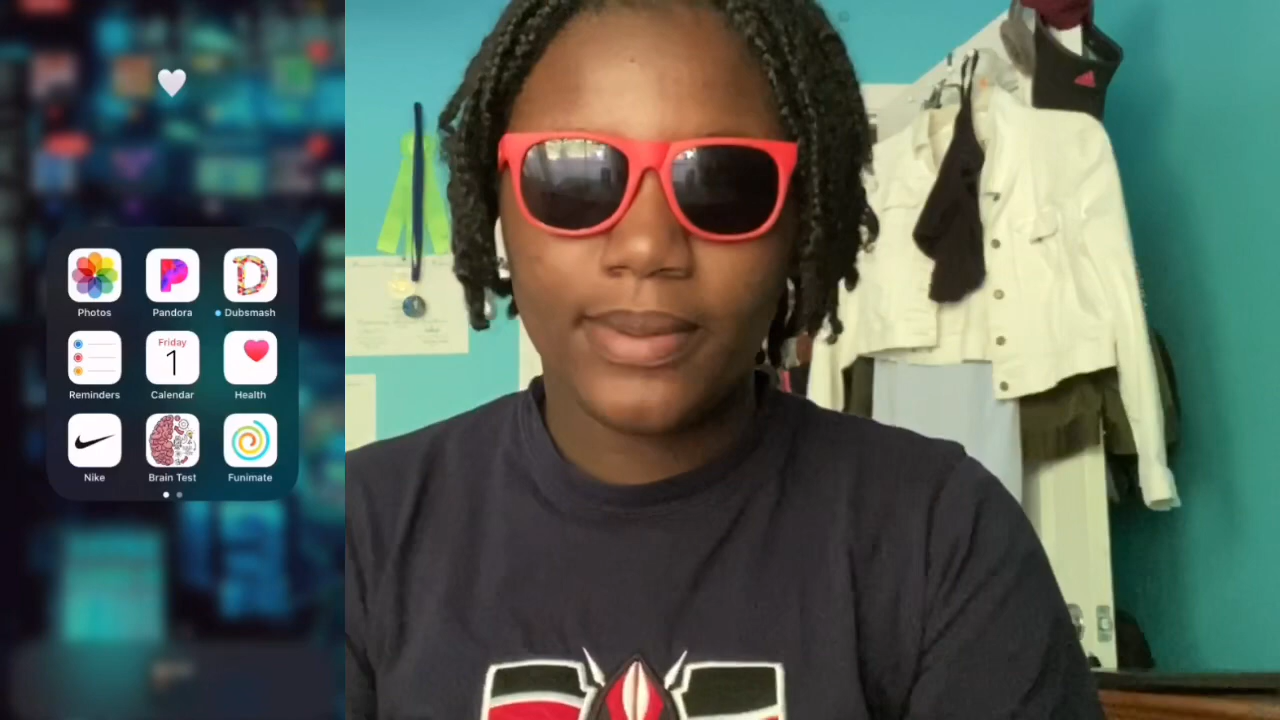 Photos Pandora Dubsmash
Friday
1
Reminders Calendar Health
Nike Brain Test Funimate